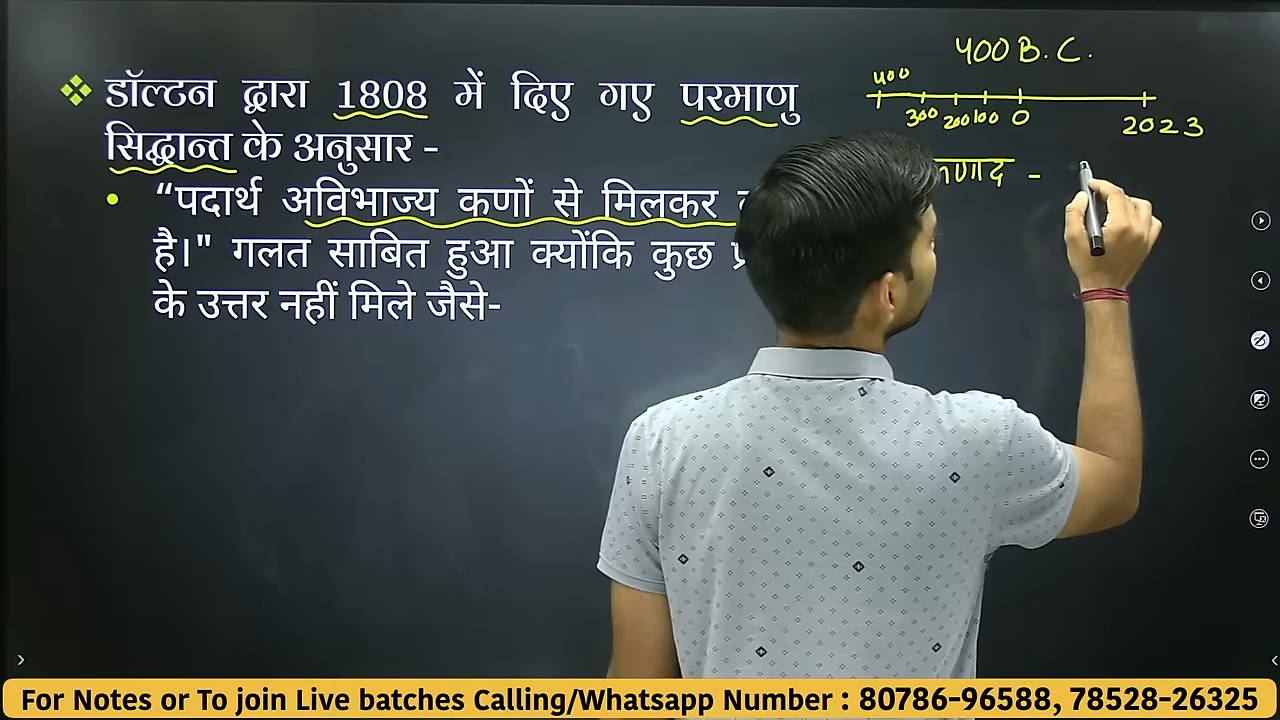 400 B.C.
400
300 200 100 0 2023
डॉल्टन द्वारा 1808 में दिए गए परमाणु
सिद्धान्त के अनुसार -
"पदार्थ अविभाज्य कणों से मिलकर
है।" गलत साबित हुआ क्योंकि कुछ
के उत्तर नहीं मिले जैसे-
For Notes or To join Live batches Calling/Whatsapp Number : 80786-96588, 78528-26325